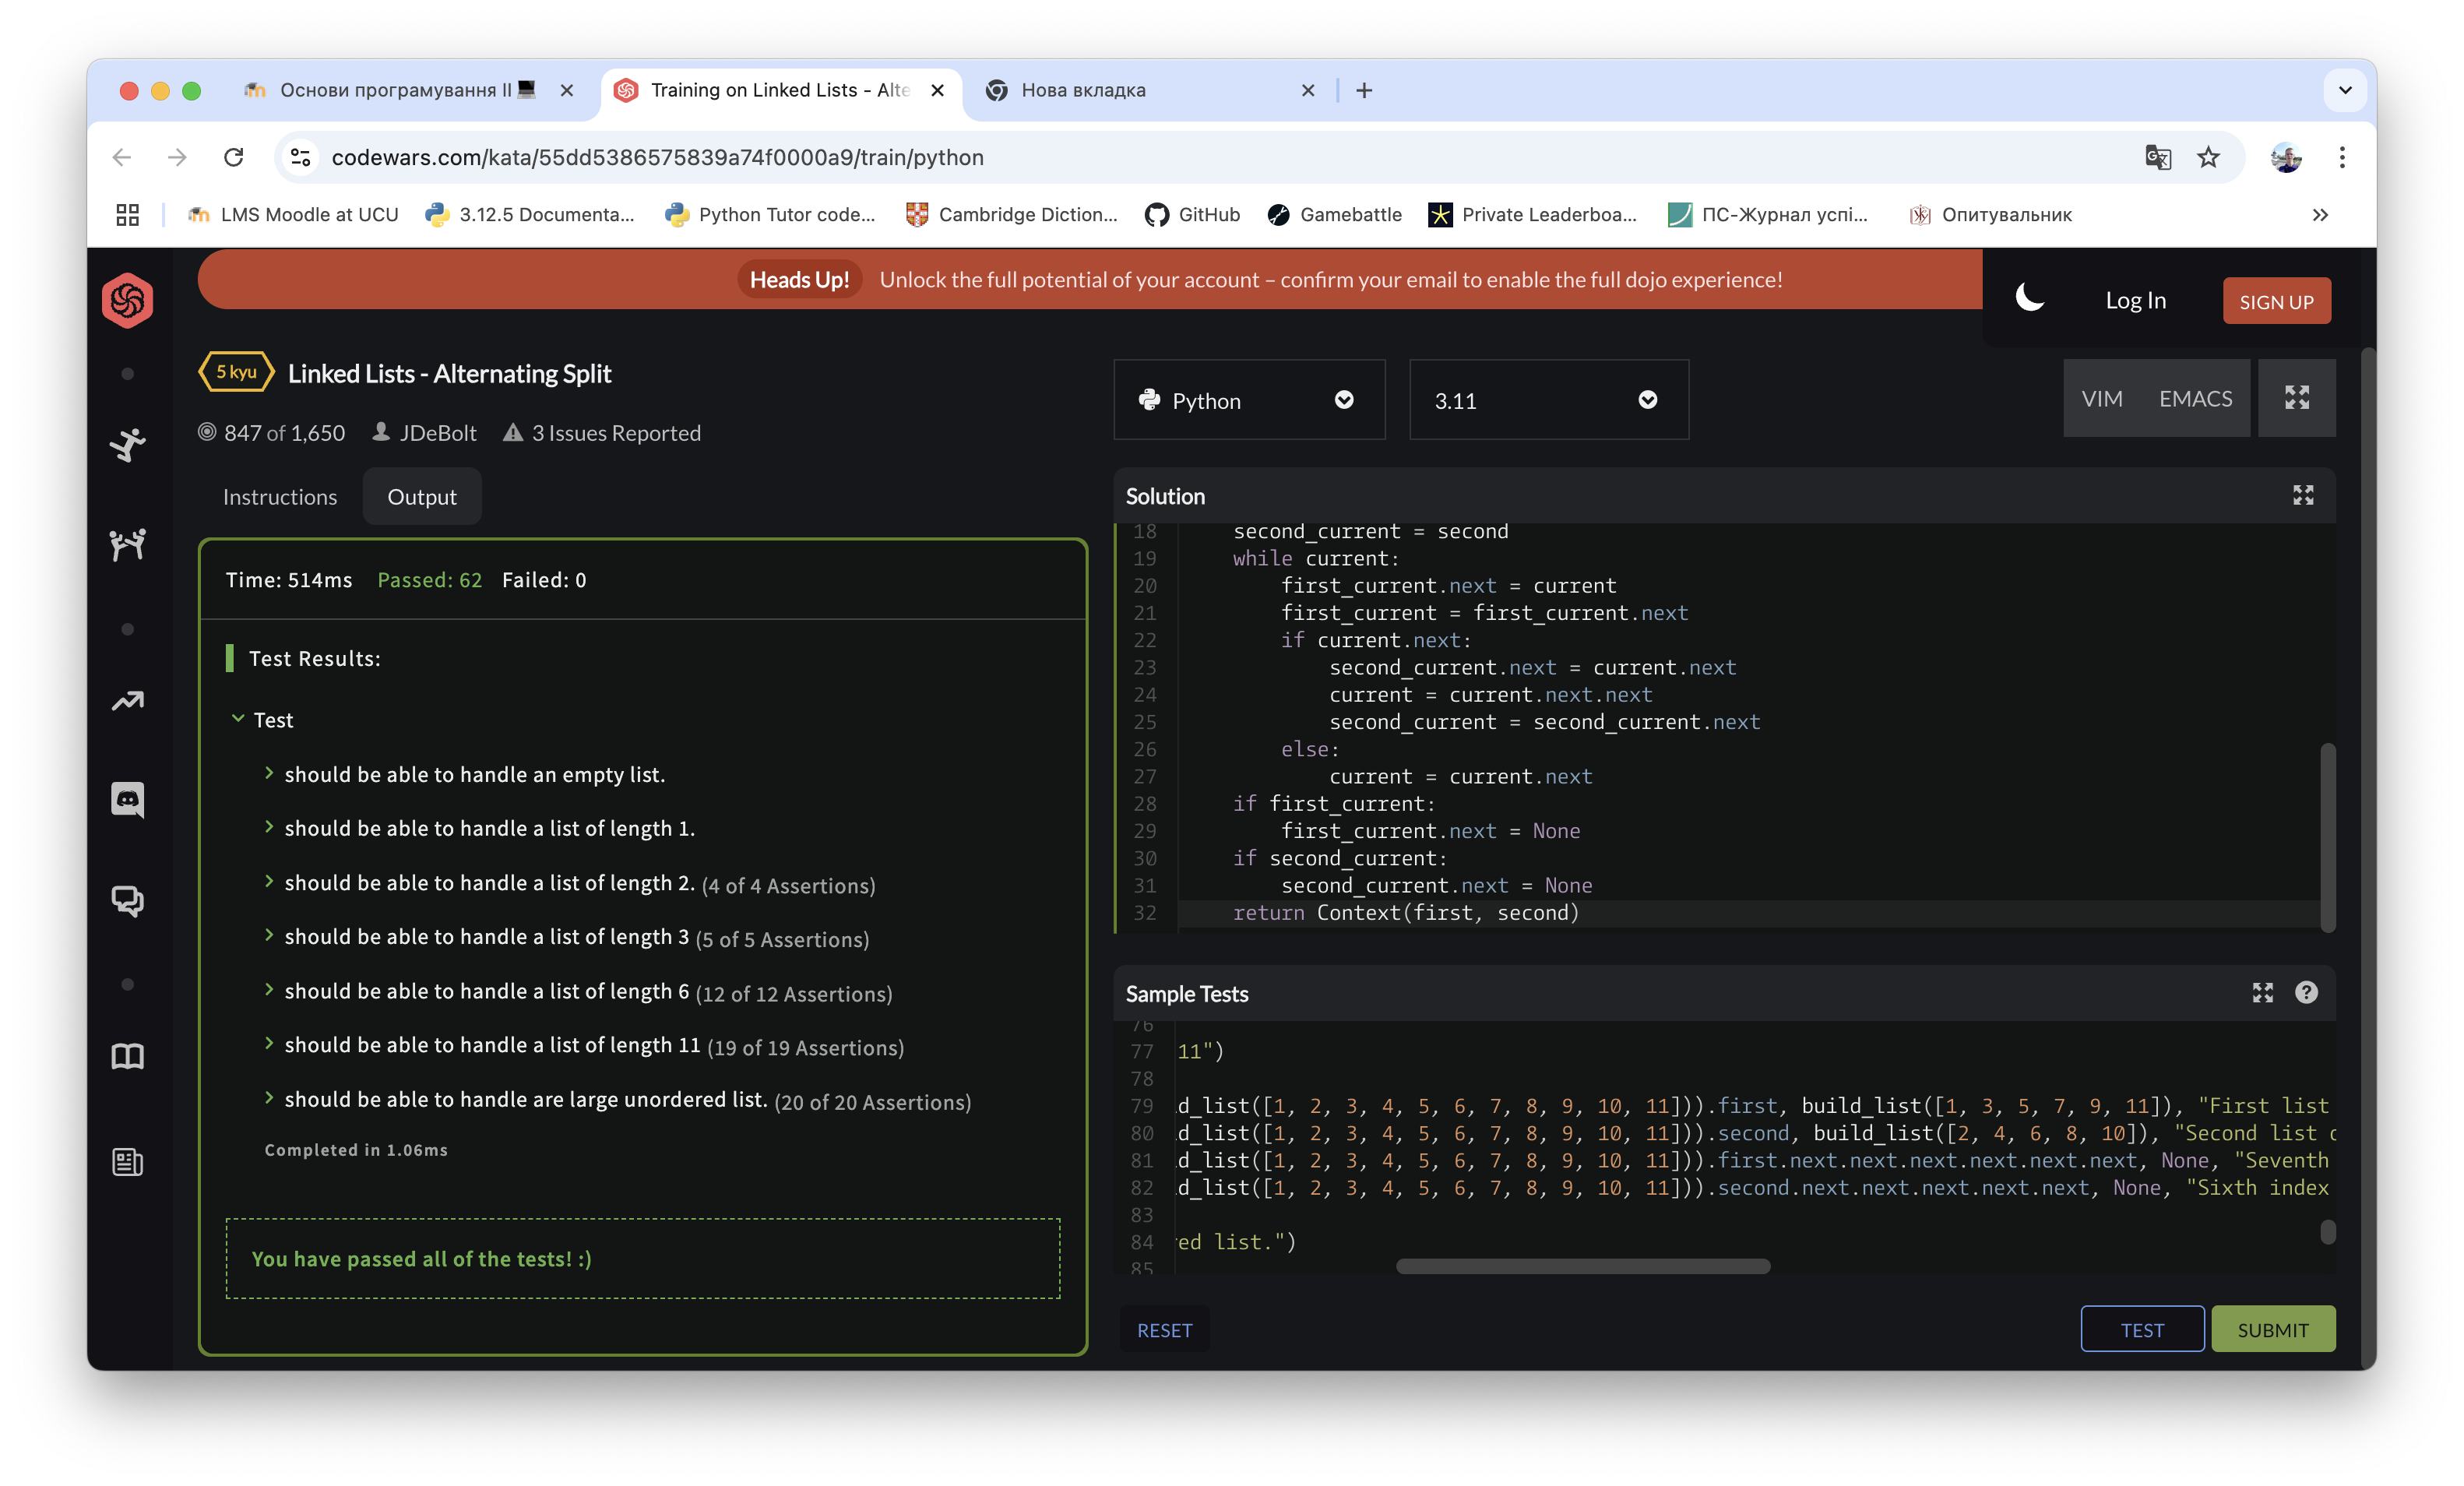 Основи програмування II
Training on Linked Lists - Alte
Нова вкладка
codewars.com/kata/55dd5386575839a74f0000a9/train/python
LMS Moodle at UCU
3.12.5 Documenta...
Python Tutor code...
Cambridge Diction...
GitHub
Gamebattle
Private Leaderboa...
ПС-Журнал успі...
Опитувальник
Heads Up! Unlock the full potential of your account – confirm your email to enable the full dojo experience!
Log In
SIGN UP
5 kyu
Linked Lists - Alternating Split
847 of 1,650 JDeBolt 3 Issues Reported
Instructions
Output
Time: 514ms Passed: 62 Failed: 0
Test Results:
Test
should be able to handle an empty list.
should be able to handle a list of length 1.
should be able to handle a list of length 2. (4 of 4 Assertions)
should be able to handle a list of length 3 (5 of 5 Assertions)
should be able to handle a list of length 6 (12 of 12 Assertions)
should be able to handle a list of length 11 (19 of 19 Assertions)
should be able to handle are large unordered list. (20 of 20 Assertions)
Completed in 1.06ms
You have passed all of the tests! :)
Python
3.11
VIM
EMACS
Solution
18 second_current = second
19 while current:
20 first_current.next = current
21 first_current = first_current.next
22 if current.next:
23 second_current.next = current.next
24 current = current.next.next
25 second_current = second_current.next
26 else:
27 current = current.next
28 if first_current:
29 first_current.next = None
30 if second_current:
31 second_current.next = None
32 return Context(first, second)
Sample Tests
76
77 11")
78
79 d_list([1, 2, 3, 4, 5, 6, 7, 8, 9, 10, 11])).first, build_list([1, 3, 5, 7, 9, 11]), "First list
80 d_list([1, 2, 3, 4, 5, 6, 7, 8, 9, 10, 11])).second, build_list([2, 4, 6, 8, 10]), "Second list
81 d_list([1, 2, 3, 4, 5, 6, 7, 8, 9, 10, 11])).first.next.next.next.next.next.next, None, "Seventh
82 d_list([1, 2, 3, 4, 5, 6, 7, 8, 9, 10, 11])).second.next.next.next.next.next, None, "Sixth index
83
84 red list.")
85
RESET
TEST
SUBMIT